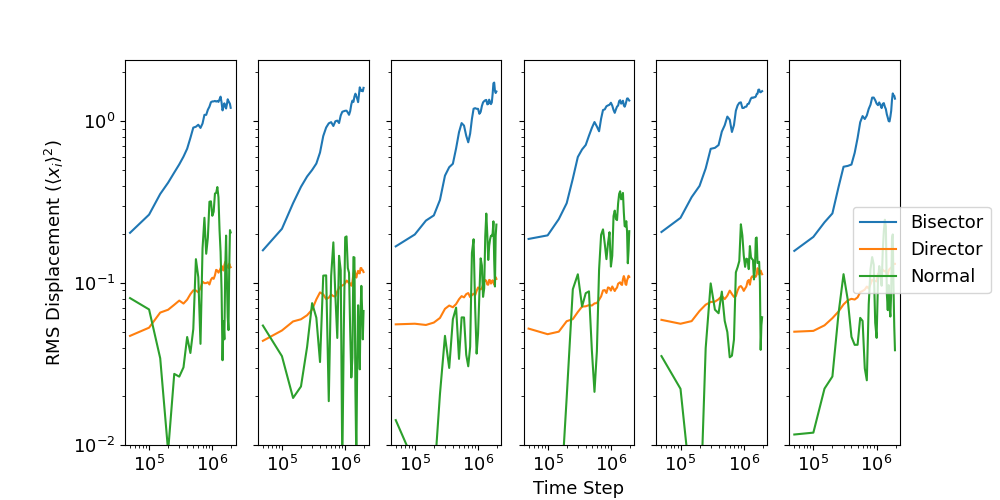 RMS Displacement (⟨x_i⟩²)
10⁰
10⁻¹
10⁻²
10⁵ 10⁶ 10⁵ 10⁶ 10⁵ 10⁶ 10⁵ 10⁶ 10⁵ 10⁶ 10⁵ 10⁶
Time Step
Bisector
Director
Normal